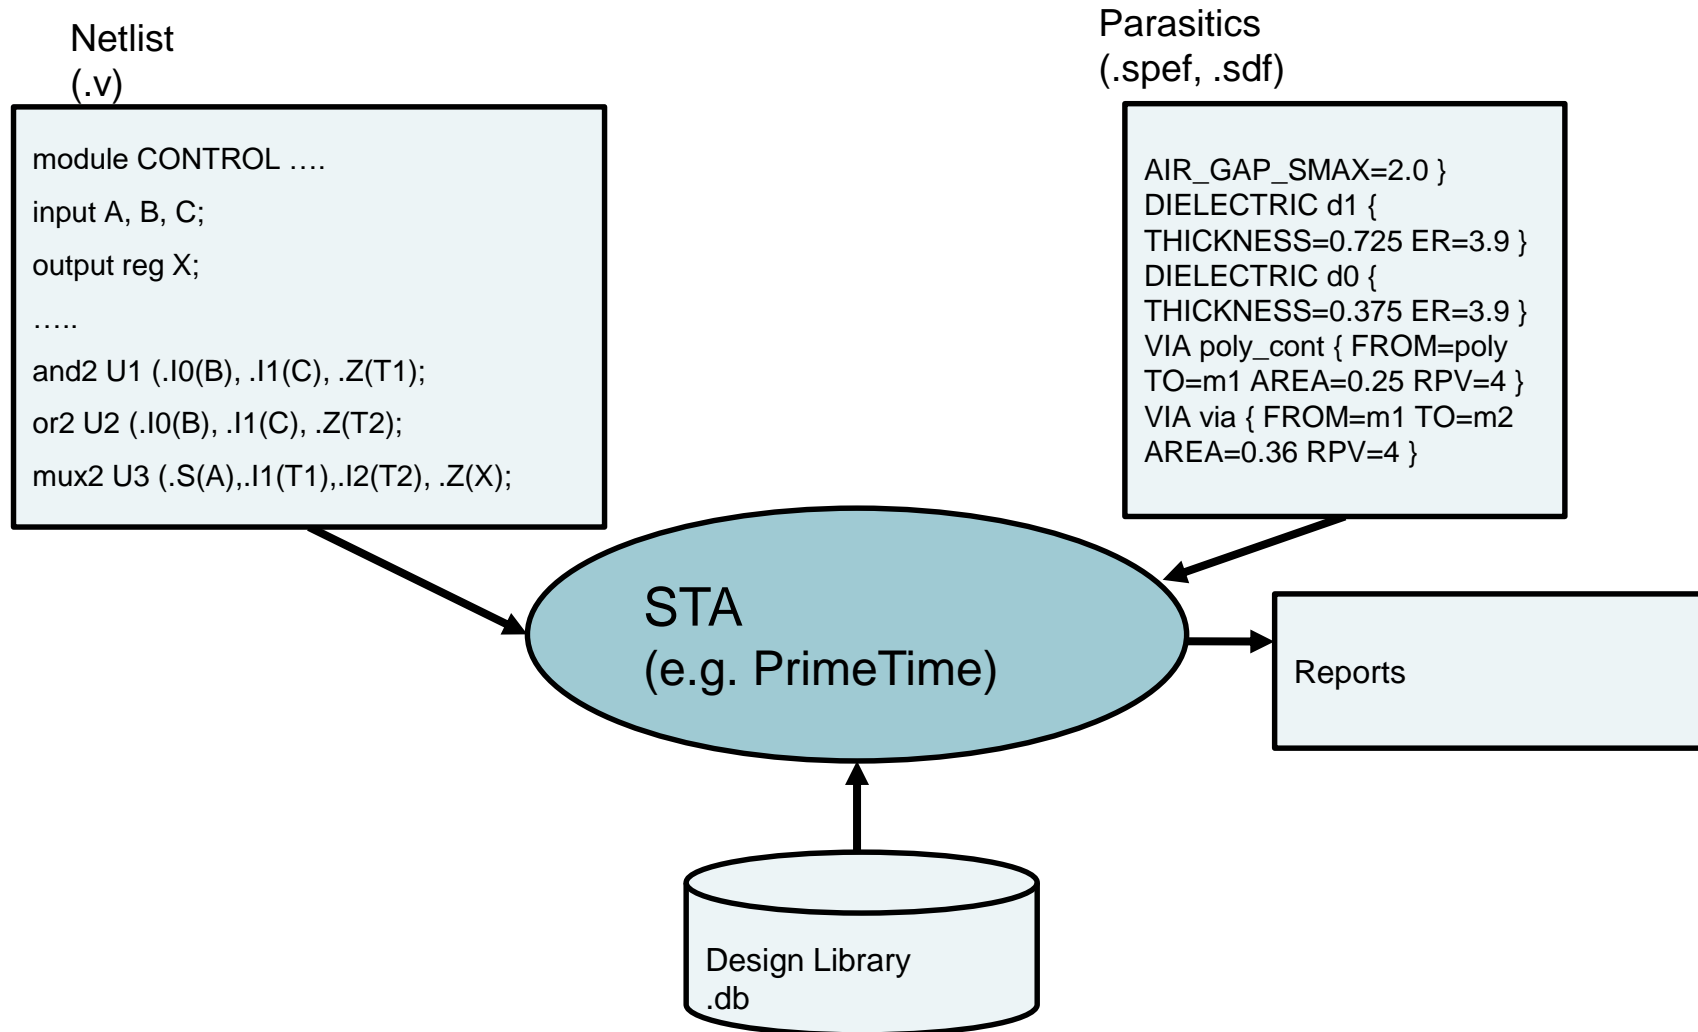 Netlist
(.v)
module CONTROL ….
input A, B, C;
output reg X;
…..
and2 U1 (.I0(B), .I1(C), .Z(T1);
or2 U2 (.I0(B), .I1(C), .Z(T2);
mux2 U3 (.S(A),.I1(T1),.I2(T2), .Z(X);
Parasitics
(.spef, .sdf)
AIR_GAP_SMAX=2.0 }
DIELECTRIC d1 {
THICKNESS=0.725 ER=3.9 }
DIELECTRIC d0 {
THICKNESS=0.375 ER=3.9 }
VIA poly_cont { FROM=poly
TO=m1 AREA=0.25 RPV=4 }
VIA via { FROM=m1 TO=m2
AREA=0.36 RPV=4 }
STA
(e.g. PrimeTime)
Reports
Design Library
.db